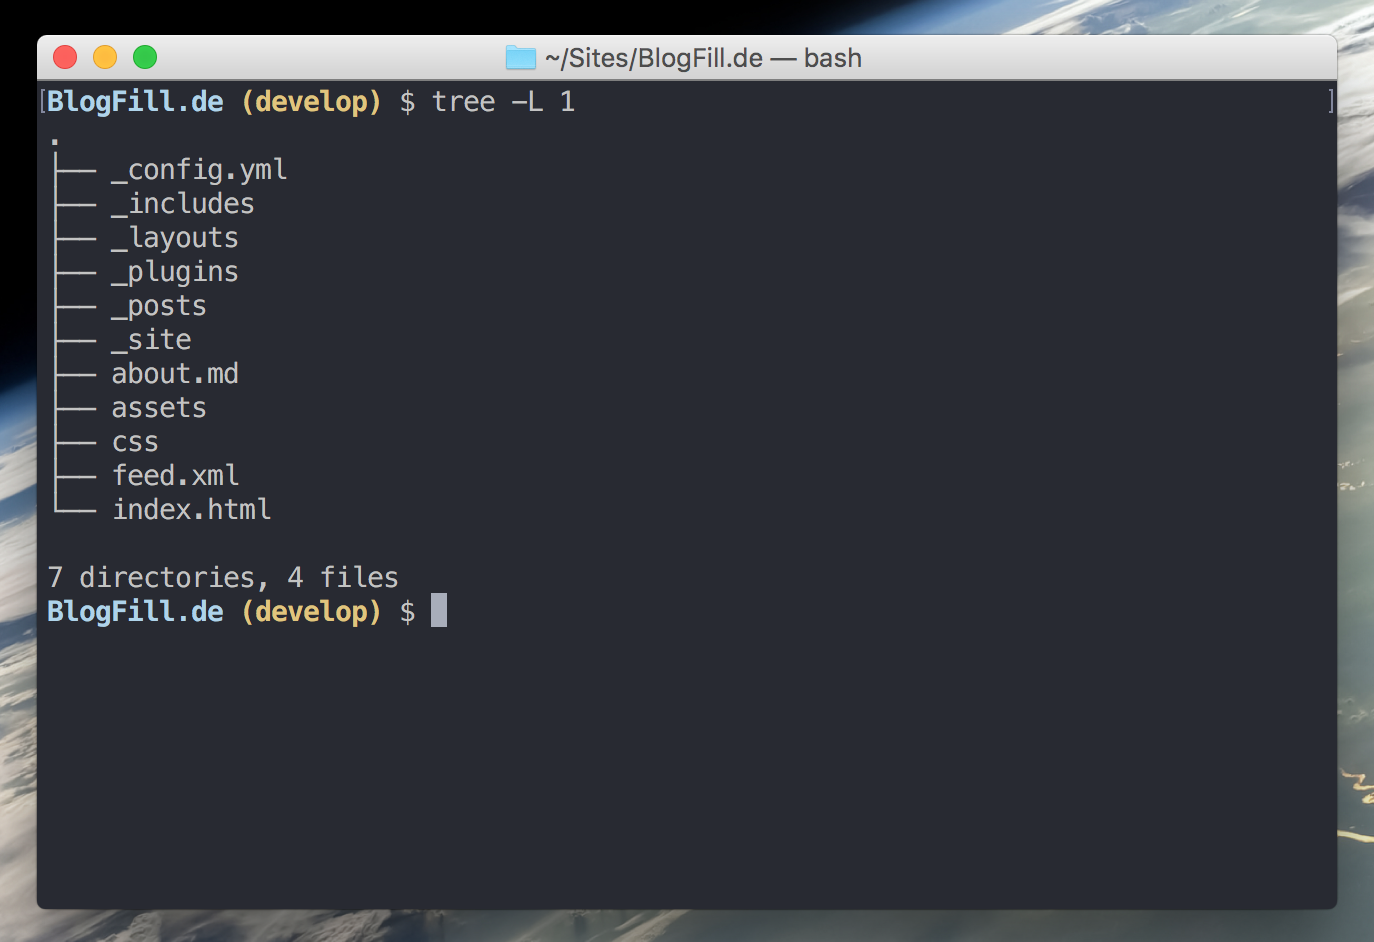 ~/Sites/BlogFill.de — bash
[BlogFill.de (develop) $ tree -L 1 ]
.
├── _config.yml
├── _includes
├── _layouts
├── _plugins
├── _posts
├── _site
├── about.md
├── assets
├── css
├── feed.xml
└── index.html
7 directories, 4 files
BlogFill.de (develop) $